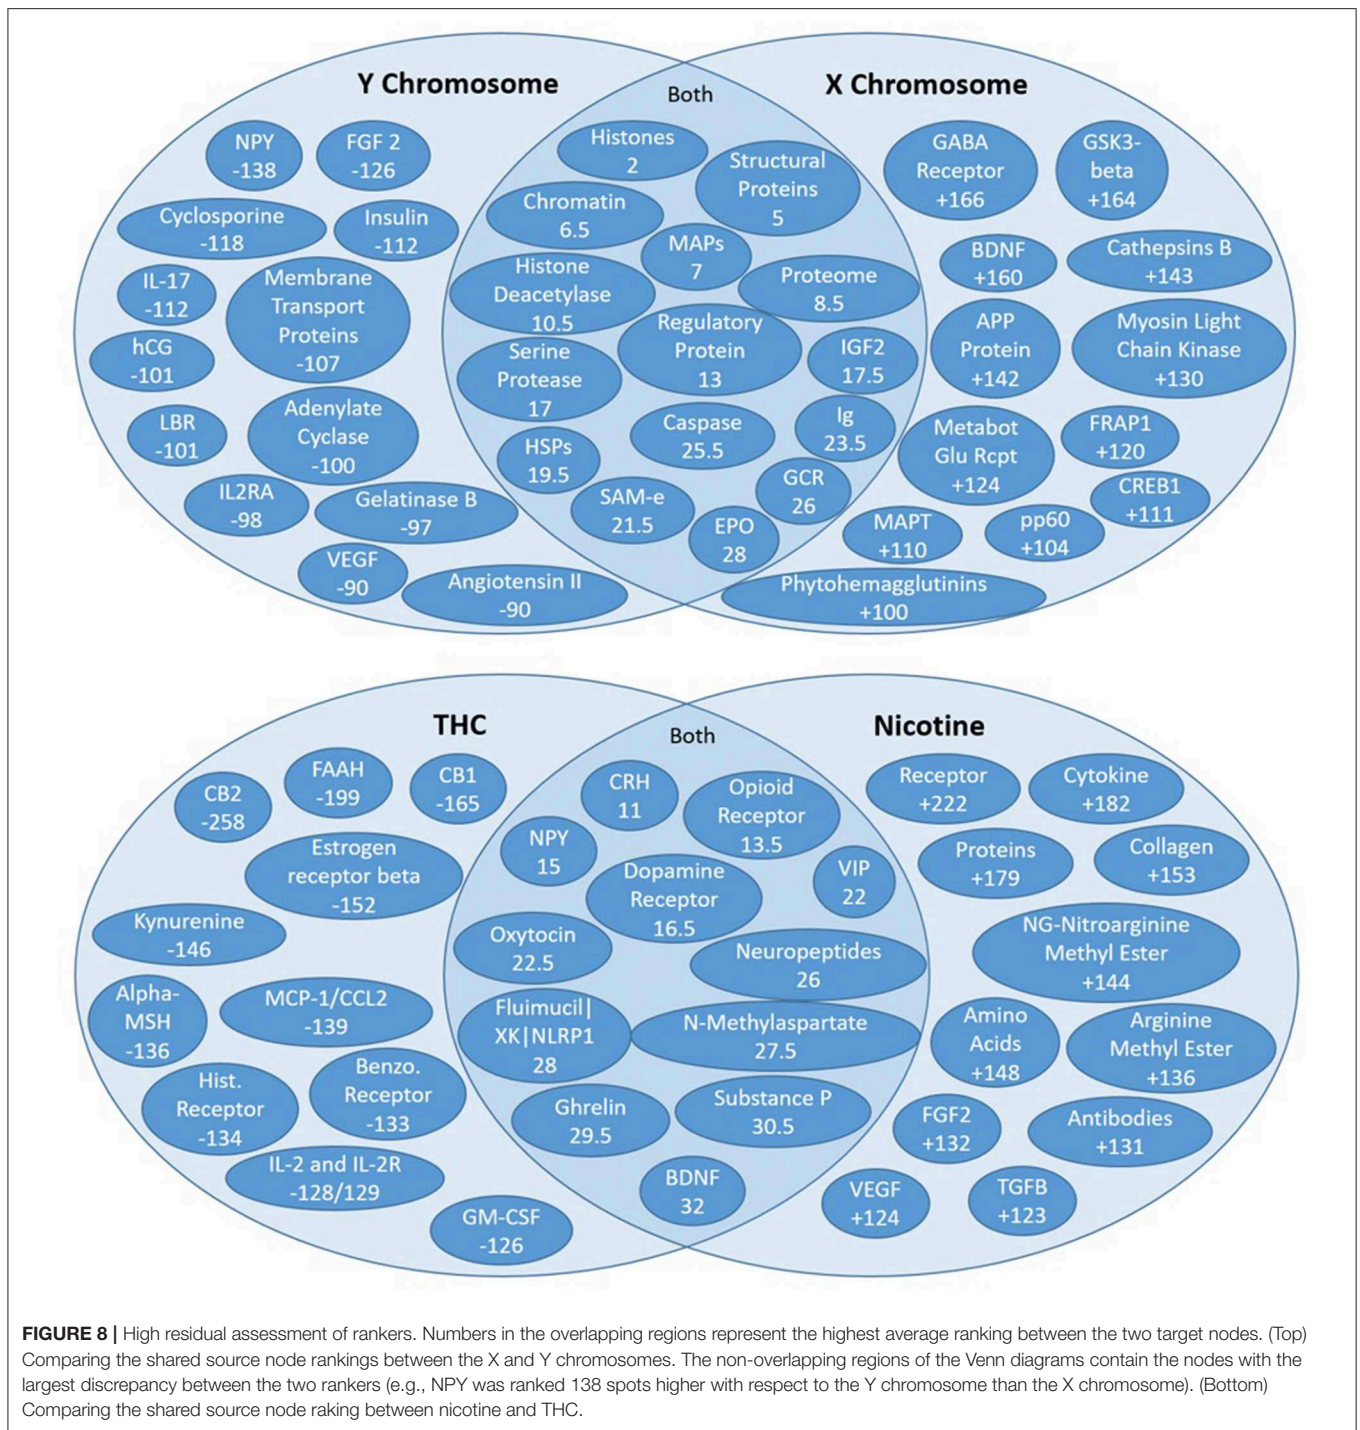 Y Chromosome
Both
X Chromosome
NPY
-138
FGF 2
-126
Cyclosporine
-118
Insulin
-112
IL-17
-112
Membrane
Transport
Proteins
-107
hCG
-101
LBR
-101
Adenylate
Cyclase
-100
IL2RA
-98
Gelatinase B
-97
VEGF
-90
Angiotensin II
-90
Histones
2
Structural
Proteins
5
Chromatin
6.5
MAPs
7
Histone
Deacetylase
10.5
Proteome
8.5
Regulatory
Protein
13
Serine
Protease
17
IGF2
17.5
HSPs
19.5
Caspase
25.5
Ig
23.5
SAM-e
21.5
GCR
26
EPO
28
GABA
Receptor
+166
GSK3-
beta
+164
BDNF
+160
Cathepsins B
+143
APP
Protein
+142
Myosin Light
Chain Kinase
+130
Metabot
Glu Rcpt
+124
FRAP1
+120
CREB1
+111
MAPT
+110
pp60
+104
Phytohemagglutinins
+100
THC
Both
Nicotine
CB2
-258
FAAH
-199
CB1
-165
Estrogen
receptor beta
-152
Kynurenine
-146
Alpha-
MSH
-136
MCP-1/CCL2
-139
Hist.
Receptor
-134
Benzo.
Receptor
-133
IL-2 and IL-2R
-128/129
GM-CSF
-126
CRH
11
Opioid
Receptor
13.5
NPY
15
Dopamine
Receptor
16.5
VIP
22
Oxytocin
22.5
Neuropeptides
26
Fluimucil|
XK|NLRP1
28
N-Methylaspartate
27.5
Ghrelin
29.5
Substance P
30.5
BDNF
32
Receptor
+222
Cytokine
+182
Proteins
+179
Collagen
+153
NG-Nitroarginine
Methyl Ester
+144
Amino
Acids
+148
Arginine
Methyl Ester
+136
FGF2
+132
Antibodies
+131
VEGF
+124
TGFB
+123
FIGURE 8 | High residual assessment of rankers. Numbers in the overlapping regions represent the highest average ranking between the two target nodes. (Top)
Comparing the shared source node rankings between the X and Y chromosomes. The non-overlapping regions of the Venn diagrams contain the nodes with the
largest discrepancy between the two rankers (e.g., NPY was ranked 138 spots higher with respect to the Y chromosome than the X chromosome). (Bottom)
Comparing the shared source node raking between nicotine and THC.